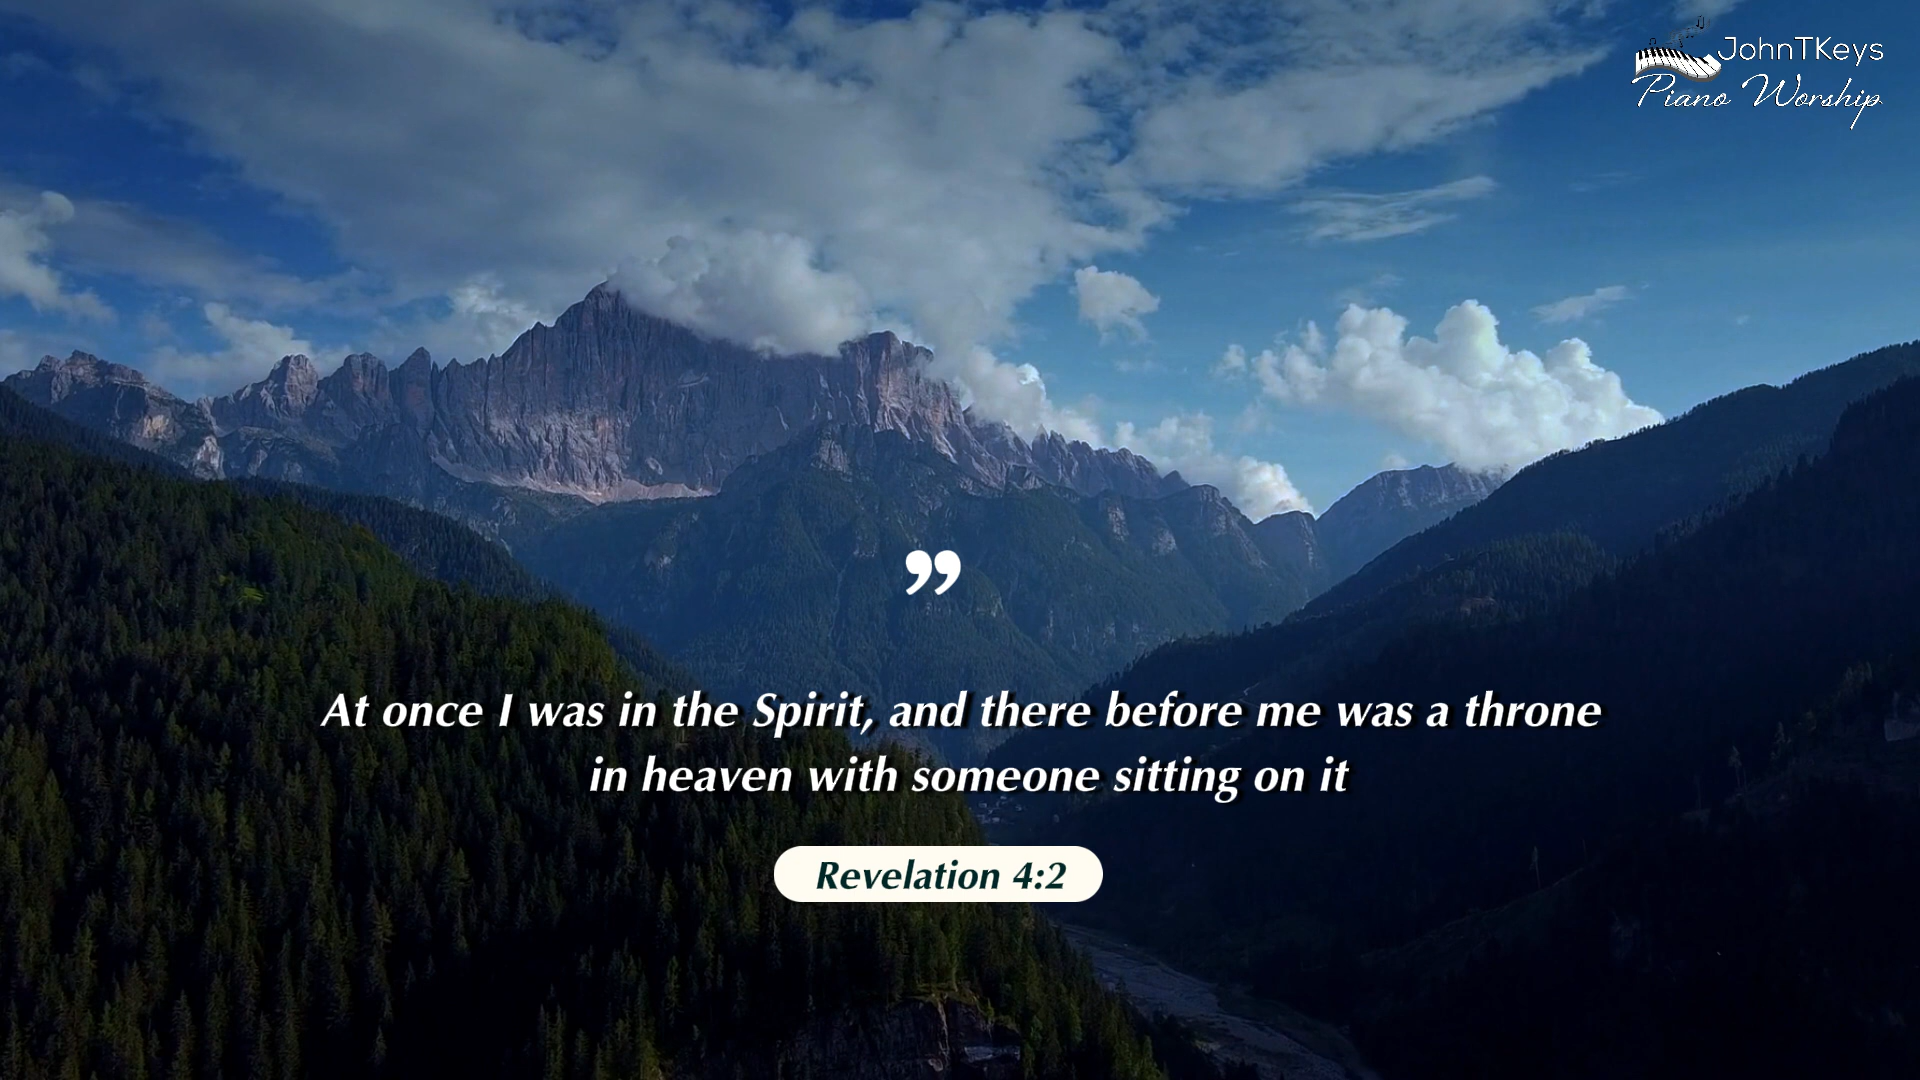 JohnTKeys
Piano Worship
”
At once I was in the Spirit, and there before me was a throne
in heaven with someone sitting on it
Revelation 4:2